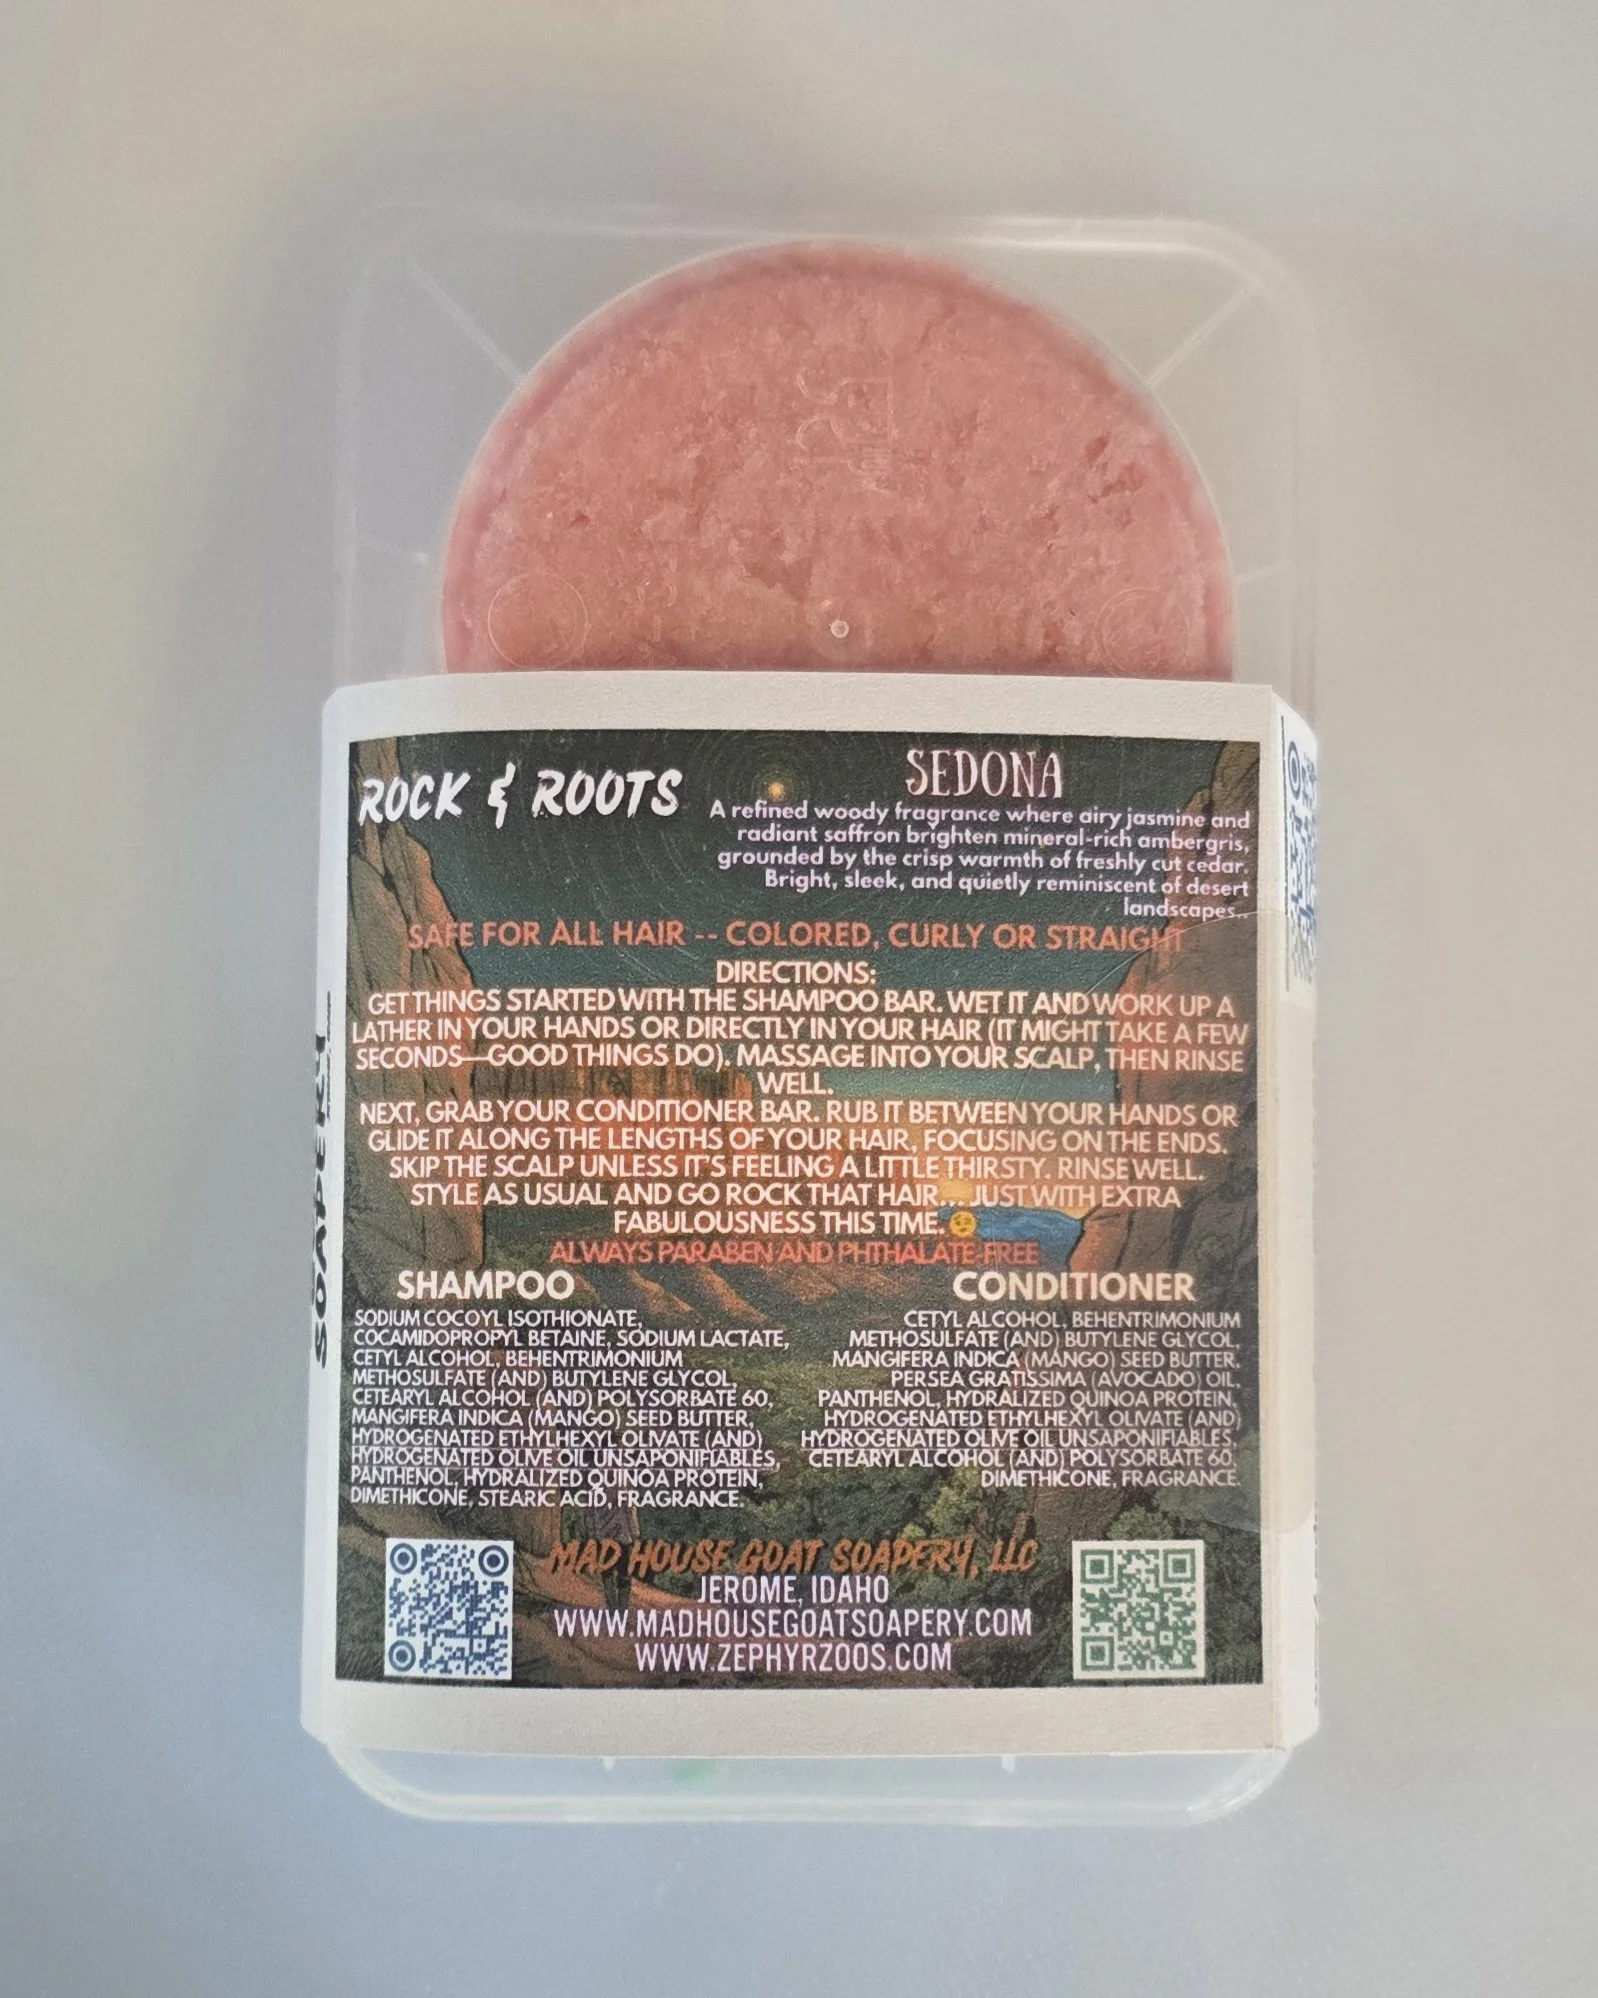 ROCK & ROOTS
SEDONA
A refined woody fragrance where airy jasmine and
radiant saffron brighten mineral-rich ambergris,
grounded by the crisp warmth of freshly cut cedar.
Bright, sleek, and quietly reminiscent of desert
landscapes..
SAFE FOR ALL HAIR -- COLORED, CURLY OR STRAIGHT
DIRECTIONS:
GET THINGS STARTED WITH THE SHAMPOO BAR. WET IT AND WORK UP A
LATHER IN YOUR HANDS OR DIRECTLY IN YOUR HAIR (IT MIGHT TAKE A FEW
SECONDS—GOOD THINGS DO). MASSAGE INTO YOUR SCALP, THEN RINSE
WELL.
NEXT, GRAB YOUR CONDITIONER BAR. RUB IT BETWEEN YOUR HANDS OR
GLIDE IT ALONG THE LENGTHS OF YOUR HAIR, FOCUSING ON THE ENDS.
SKIP THE SCALP UNLESS IT'S FEELING A LITTLE THIRSTY. RINSE WELL.
STYLE AS USUAL AND GO ROCK THAT HAIR... JUST WITH EXTRA
FABULOUSNESS THIS TIME. 😉
ALWAYS PARABEN AND PHTHALATE-FREE
SHAMPOO
SODIUM COCOYL ISOTHIONATE,
COCAMIDOPROPYL BETAINE, SODIUM LACTATE,
CETYL ALCOHOL, BEHENTRIMONIUM
METHOSULFATE (AND) BUTYLENE GLYCOL,
CETEARYL ALCOHOL (AND) POLYSORBATE 60,
MANGIFERA INDICA (MANGO) SEED BUTTER,
HYDROGENATED ETHYLHEXYL OLIVATE (AND)
HYDROGENATED OLIVE OIL UNSAPONIFIABLES,
PANTHENOL, HYDRALIZED QUINOA PROTEIN,
DIMETHICONE, STEARIC ACID, FRAGRANCE.
CONDITIONER
CETYL ALCOHOL, BEHENTRIMONIUM
METHOSULFATE (AND) BUTYLENE GLYCOL,
MANGIFERA INDICA (MANGO) SEED BUTTER,
PERSEA GRATISSIMA (AVOCADO) OIL,
PANTHENOL, HYDRALIZED QUINOA PROTEIN,
HYDROGENATED ETHYLHEXYL OLIVATE (AND)
HYDROGENATED OLIVE OIL UNSAPONIFIABLES,
CETEARYL ALCOHOL (AND) POLYSORBATE 60,
DIMETHICONE, FRAGRANCE.
MAD HOUSE GOAT SOAPERY, LLC
JEROME, IDAHO
WWW.MADHOUSEGOATSOAPERY.COM
WWW.ZEPHYRZOOS.COM
SOAPERY